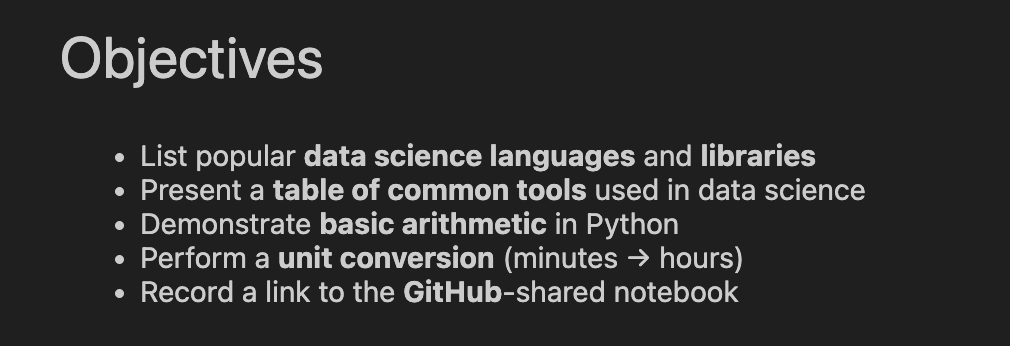 Objectives
• List popular data science languages and libraries
• Present a table of common tools used in data science
• Demonstrate basic arithmetic in Python
• Perform a unit conversion (minutes → hours)
• Record a link to the GitHub-shared notebook